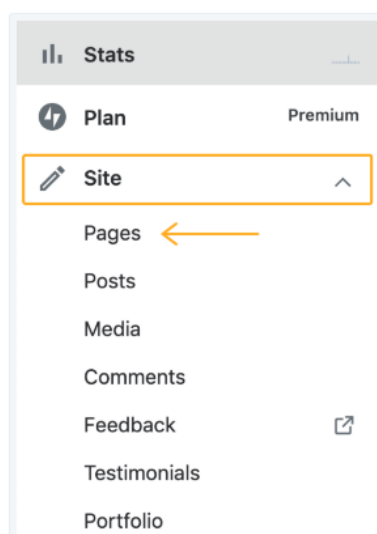 Stats
Plan Premium
Site
Pages
Posts
Media
Comments
Feedback
Testimonials
Portfolio